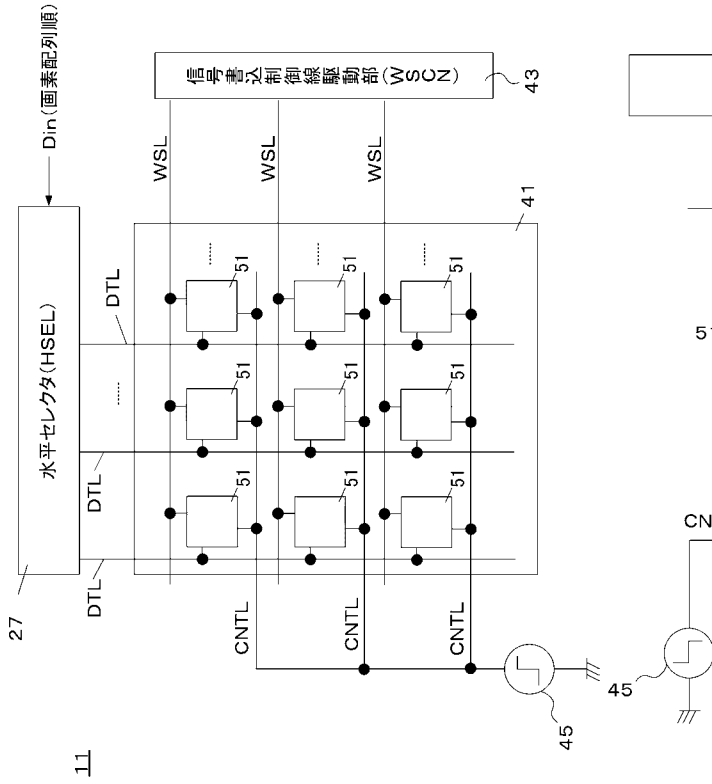 11
27
水平セレクタ(HSEL)
Din(画素配列順)
DTL
DTL
DTL
......
WSL
WSL
WSL
信号書込制御線駆動部(WSCN)
43
41
51
51
51
......
51
51
51
......
51
51
51
......
CNTL
CNTL
CNTL
45
51
CN
45